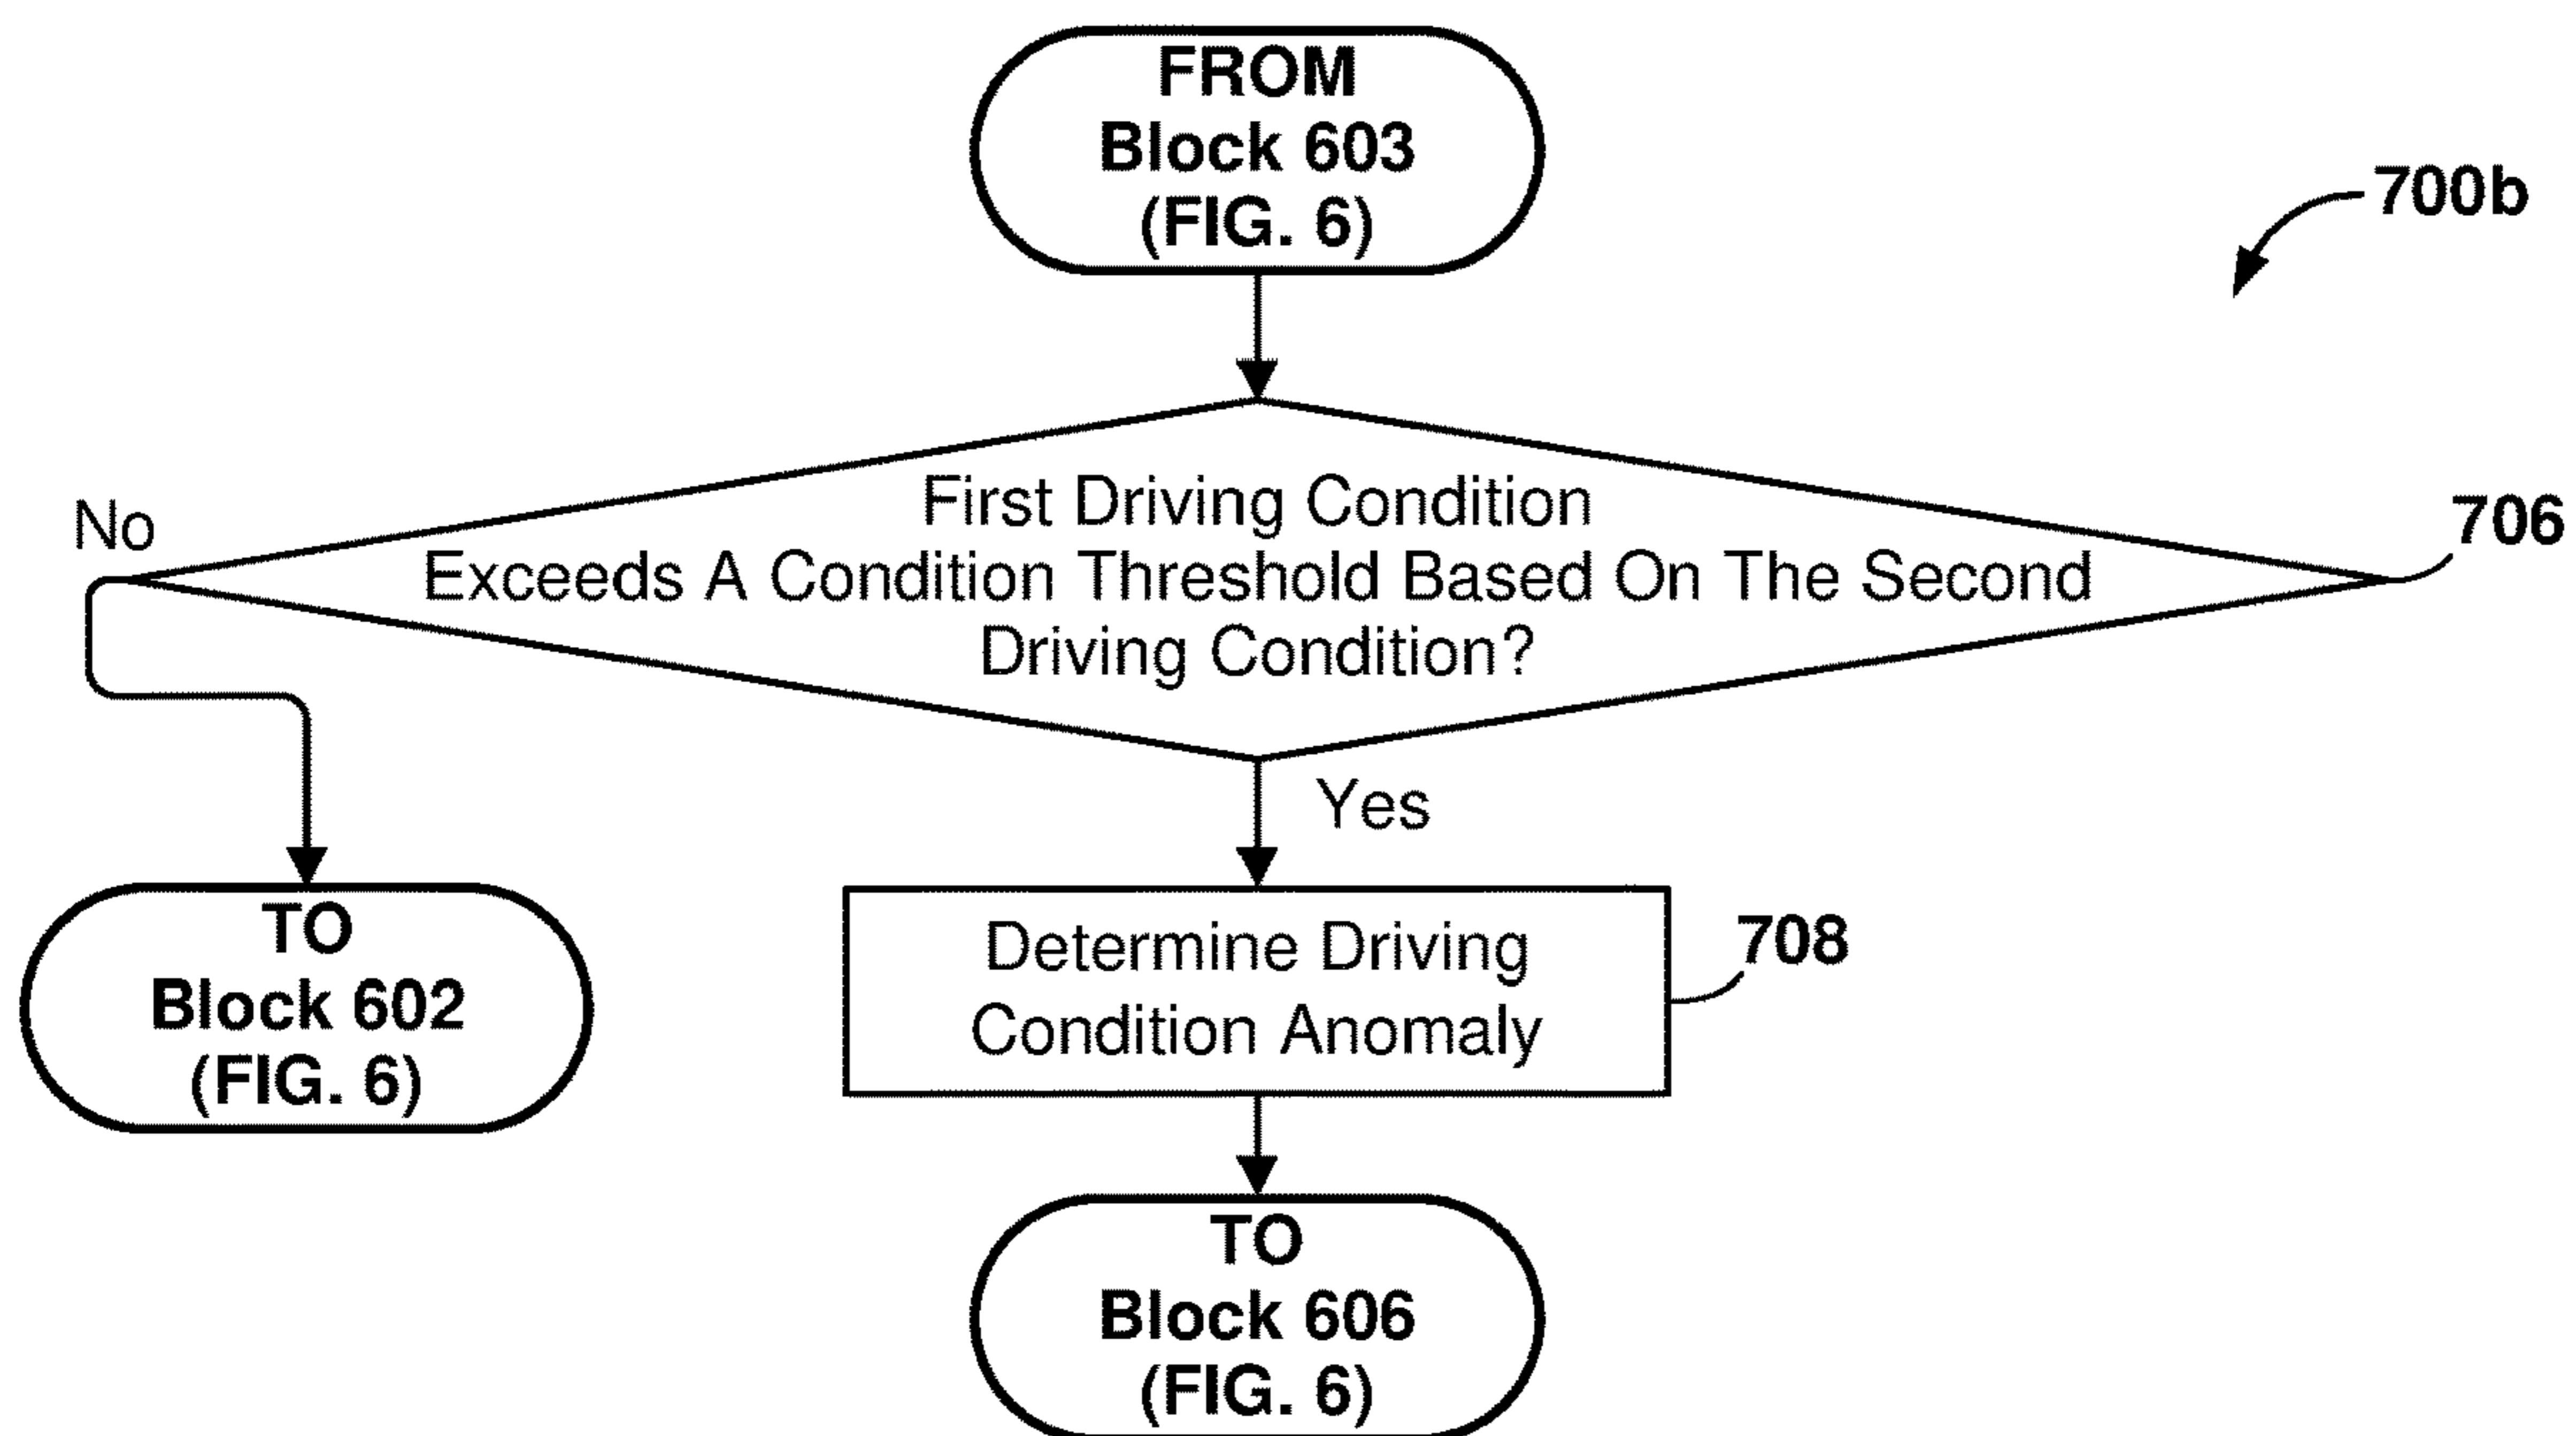 FROM
Block 603
(FIG. 6)
700b
First Driving Condition
Exceeds A Condition Threshold Based On The Second
Driving Condition?
706
No
Yes
TO
Block 602
(FIG. 6)
Determine Driving
Condition Anomaly
708
TO
Block 606
(FIG. 6)